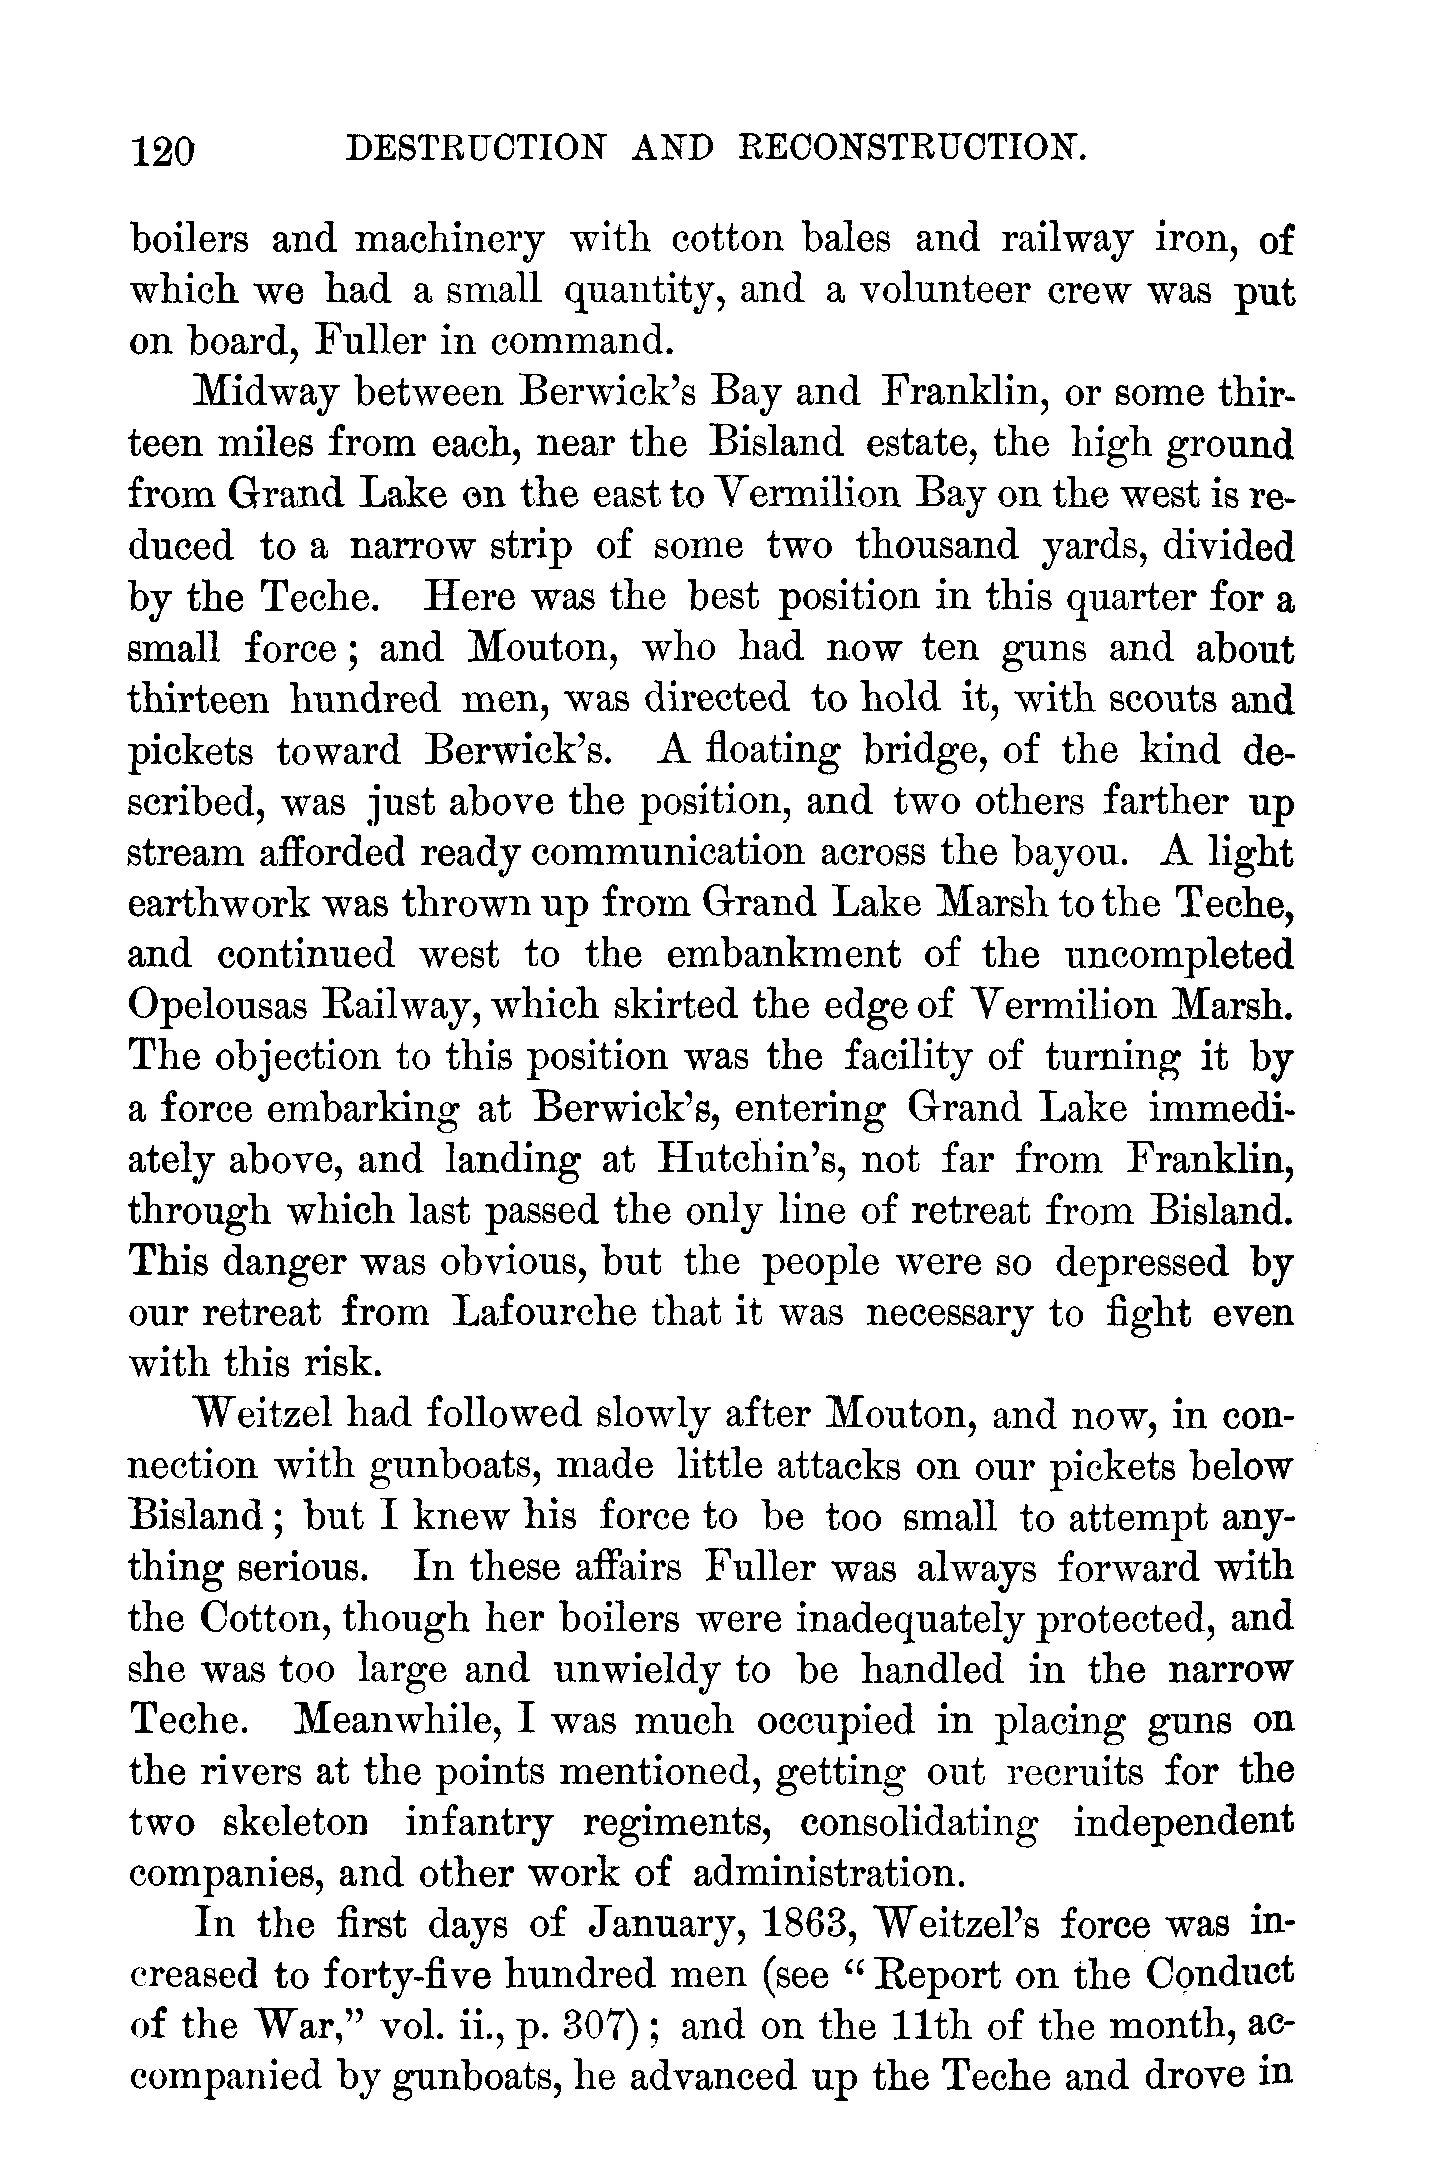 120 DESTRUCTION AND RECONSTRUCTION.
boilers and machinery with cotton bales and railway iron, of
which we had a small quantity, and a volunteer crew was put
on board, Fuller in command.
Midway between Berwick's Bay and Franklin, or some thir-
teen miles from each, near the Bisland estate, the high ground
from Grand Lake on the east to Vermilion Bay on the west is re-
duced to a narrow strip of some two thousand yards, divided
by the Teche. Here was the best position in this quarter for a
small force ; and Mouton, who had now ten guns and about
thirteen hundred men, was directed to hold it, with scouts and
pickets toward Berwick's. A floating bridge, of the kind de-
scribed, was just above the position, and two others farther up
stream afforded ready communication across the bayou. A light
earthwork was thrown up from Grand Lake Marsh to the Teche,
and continued west to the embankment of the uncompleted
Opelousas Railway, which skirted the edge of Vermilion Marsh.
The objection to this position was the facility of turning it by
a force embarking at Berwick's, entering Grand Lake immedi-
ately above, and landing at Hutchin's, not far from Franklin,
through which last passed the only line of retreat from Bisland.
This danger was obvious, but the people were so depressed by
our retreat from Lafourche that it was necessary to fight even
with this risk.
Weitzel had followed slowly after Mouton, and now, in con-
nection with gunboats, made little attacks on our pickets below
Bisland ; but I knew his force to be too small to attempt any-
thing serious. In these affairs Fuller was always forward with
the Cotton, though her boilers were inadequately protected, and
she was too large and unwieldy to be handled in the narrow
Teche. Meanwhile, I was much occupied in placing guns on
the rivers at the points mentioned, getting out recruits for the
two skeleton infantry regiments, consolidating independent
companies, and other work of administration.
In the first days of January, 1863, Weitzel's force was in-
creased to forty-five hundred men (see “ Report on the Conduct
of the War,” vol. ii., p. 307) ; and on the 11th of the month, ac-
companied by gunboats, he advanced up the Teche and drove in